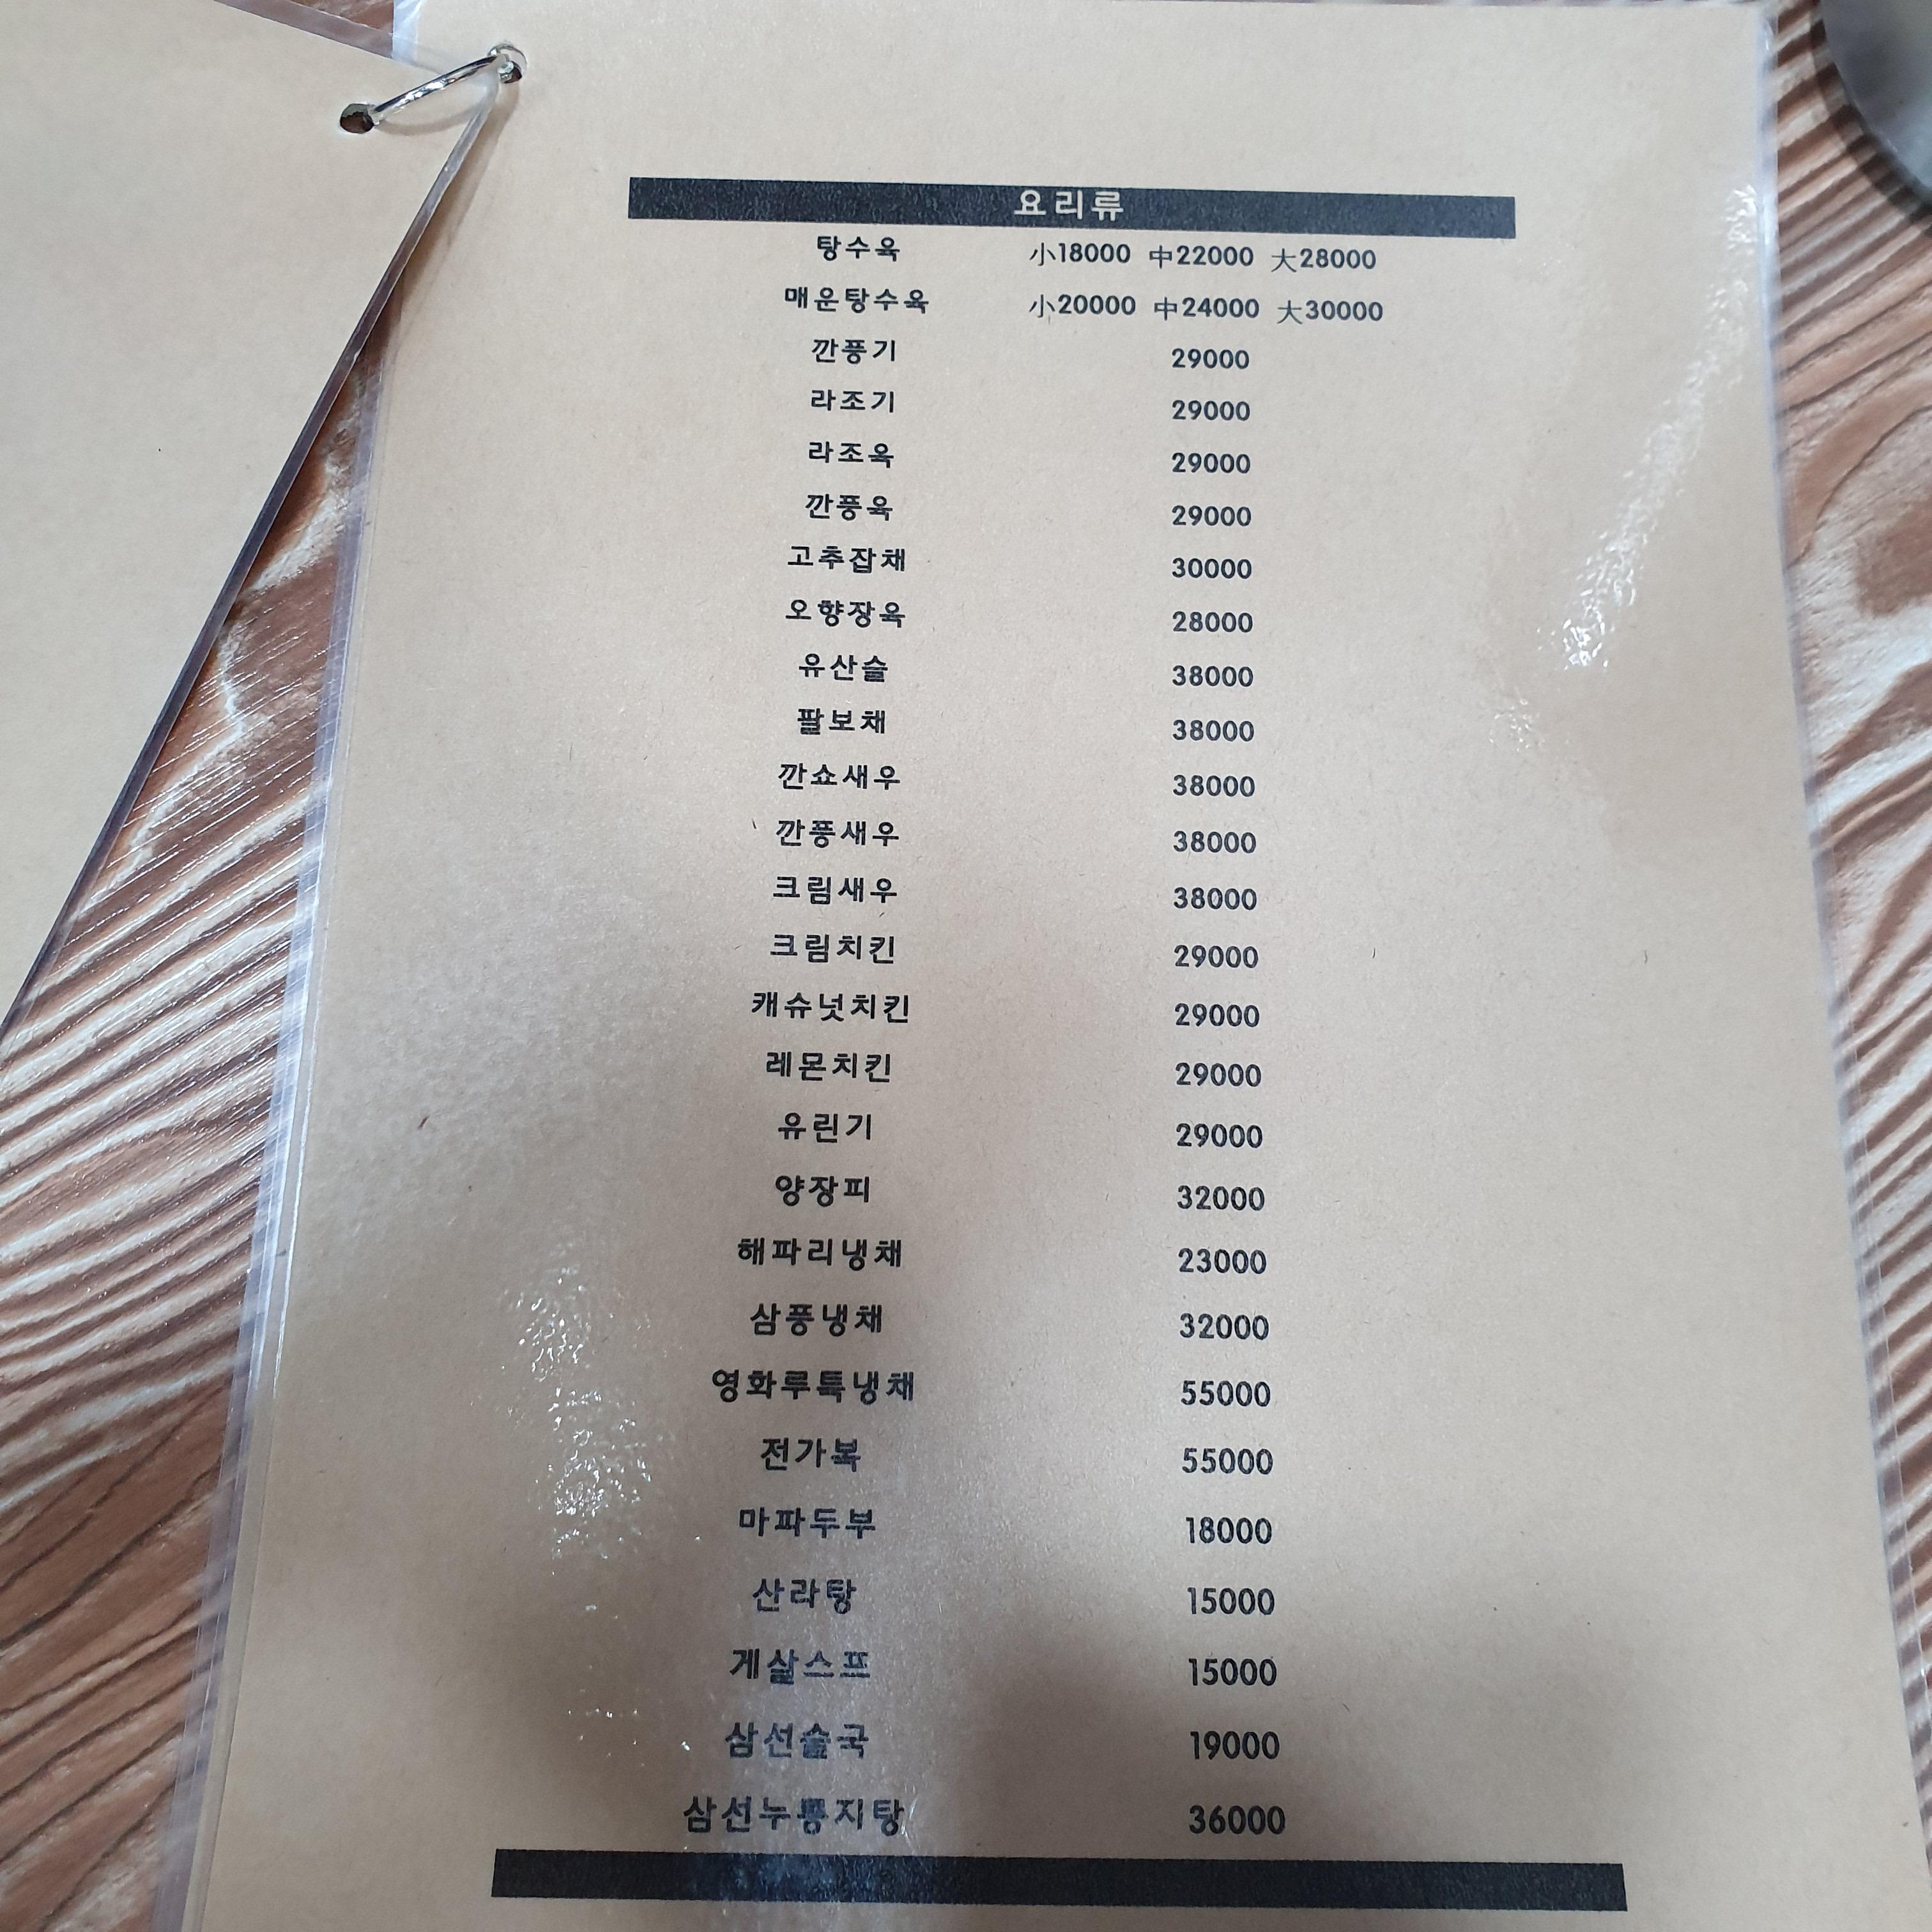 요리류
탕수육 小18000 中22000 大28000
매운탕수육 小20000 中24000 大30000
깐풍기 29000
라조기 29000
라조육 29000
깐풍육 29000
고추잡채 30000
오향장육 28000
유산슬 38000
팔보채 38000
깐쇼새우 38000
깐풍새우 38000
크림새우 38000
크림치킨 29000
캐슈넛치킨 29000
레몬치킨 29000
유린기 29000
양장피 32000
해파리냉채 23000
삼풍냉채 32000
영화루특냉채 55000
전가복 55000
마파두부 18000
산라탕 15000
게살스프 15000
삼선술국 19000
삼선누룽지탕 36000